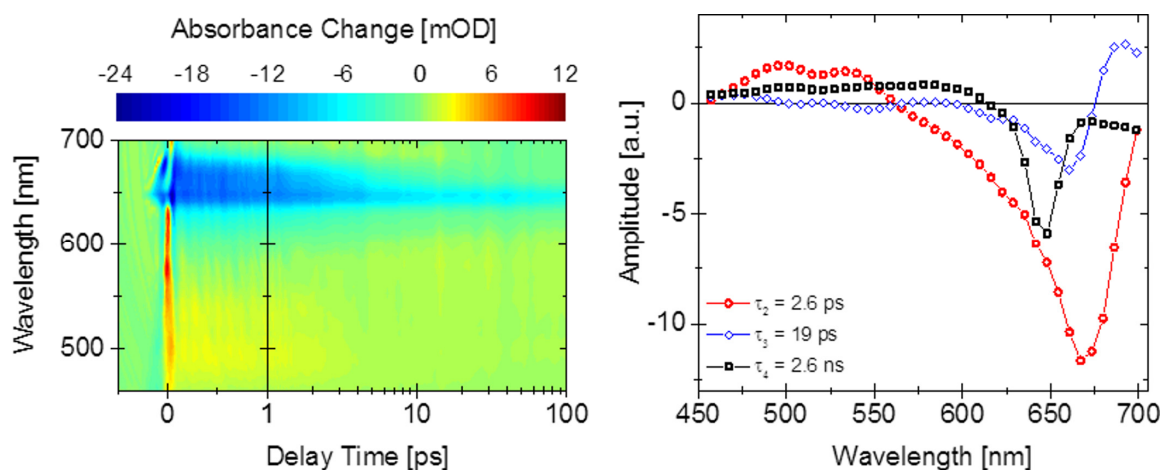 Absorbance Change [mOD]
-24 -18 -12 -6 0 6 12
Wavelength [nm]
700
600
500
0 1 10 100
Delay Time [ps]
Amplitude [a.u.]
0
-5
-10
τ2 = 2.6 ps
τ3 = 19 ps
τ4 = 2.6 ns
450 500 550 600 650 700
Wavelength [nm]